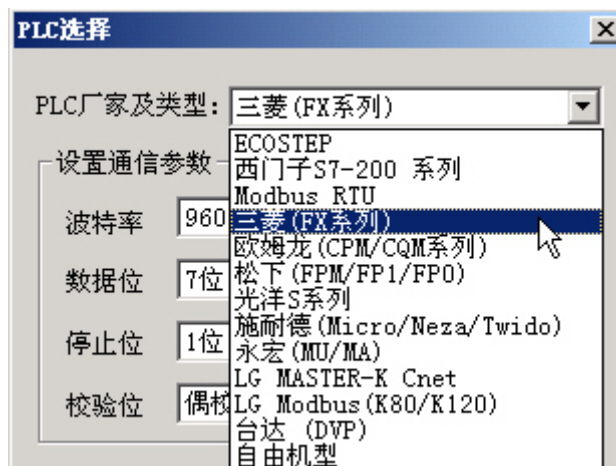 PLC选择
PLC厂家及类型: 三菱(FX系列)
ECOSTEP
设置通信参数
西门子S7-200 系列
Modbus RTU
波特率 960
三菱(FX系列)
欧姆龙(CPM/CQM系列)
数据位 7位
松下(FPM/FP1/FP0)
光洋S系列
施耐德(Micro/Neza/Twido)
停止位 1位
永宏(MU/MA)
LG MASTER-K Cnet
校验位 偶校
LG Modbus(K80/K120)
台达 (DVP)
自由机型